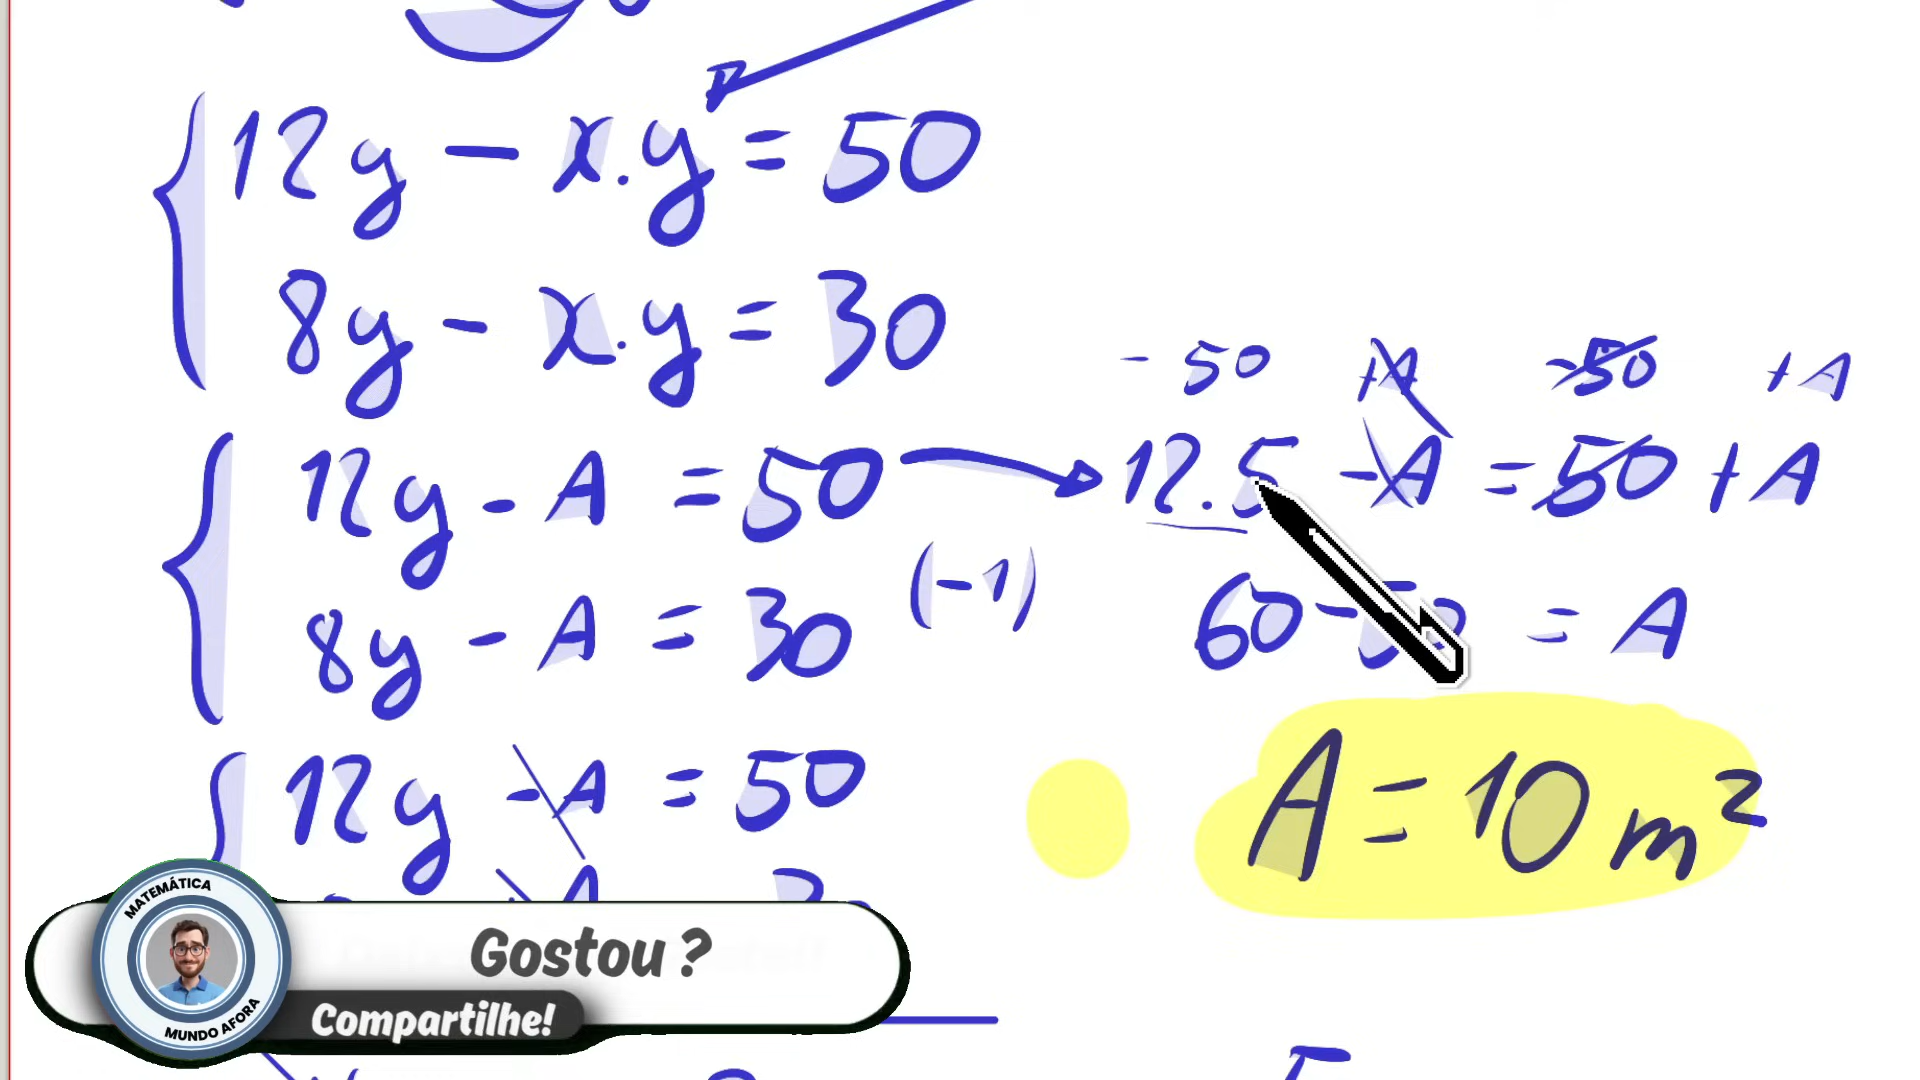 12y - x.y = 50
8y - x.y = 30
- 50 +A -50 +A
12y - A = 50
12.5 - A = 50 + A
(-1)
8y - A = 30
60 - 50 = A
12y - A = 50
A = 10 m²
MATEMÁTICA
MUNDO AFORA
Gostou ?
Compartilhe!